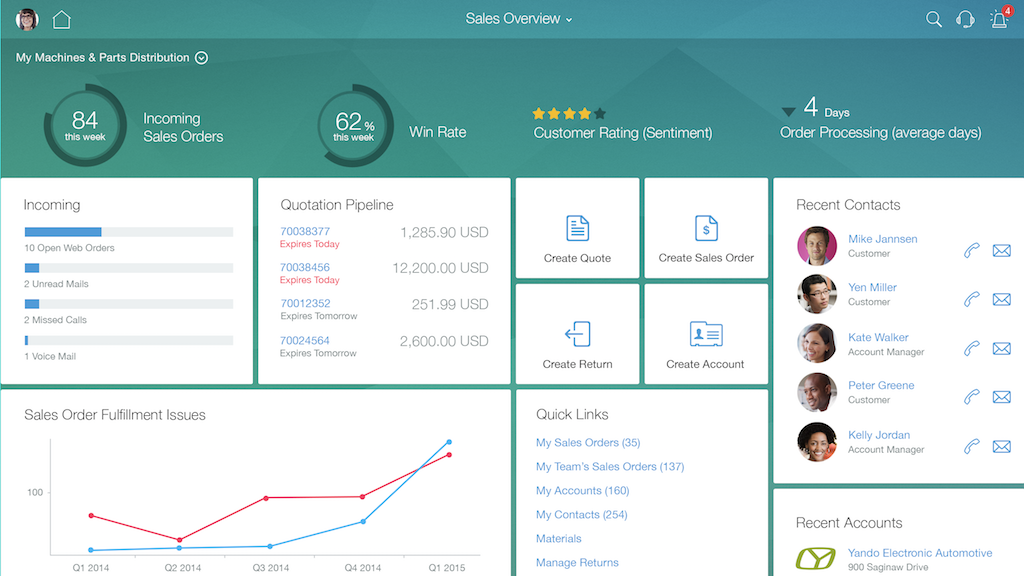 Sales Overview
4
My Machines & Parts Distribution
84
this week
Incoming
Sales Orders
62 %
this week
Win Rate
Customer Rating (Sentiment)
4 Days
Order Processing (average days)
Incoming
10 Open Web Orders
2 Unread Mails
2 Missed Calls
1 Voice Mail
Quotation Pipeline
70038377 1,285.90 USD
Expires Today
70038456 12,200.00 USD
Expires Today
70012352 251.99 USD
Expires Tomorrow
70024564 2,600.00 USD
Expires Tomorrow
Create Quote
$
Create Sales Order
Create Return
Create Account
Recent Contacts
Mike Jannsen
Customer
Yen Miller
Customer
Kate Walker
Account Manager
Peter Greene
Customer
Kelly Jordan
Account Manager
Sales Order Fulfillment Issues
100
Q1 2014 Q2 2014 Q3 2014 Q4 2014 Q1 2015
Quick Links
My Sales Orders (35)
My Team's Sales Orders (137)
My Accounts (160)
My Contacts (254)
Materials
Manage Returns
Recent Accounts
Yando Electronic Automotive
900 Saginaw Drive